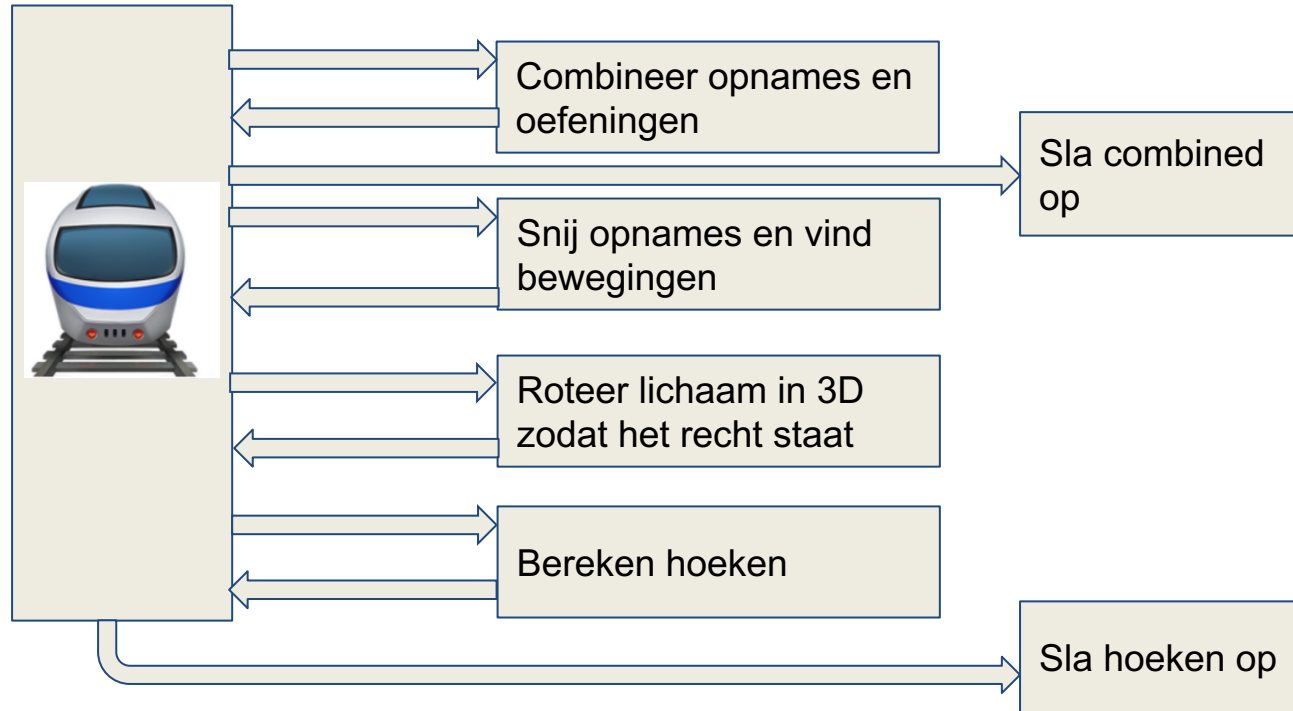 Combineer opnames en
oefeningen
Sla combined
op
Snij opnames en vind
bewegingen
Roteer lichaam in 3D
zodat het recht staat
Bereken hoeken
Sla hoeken op